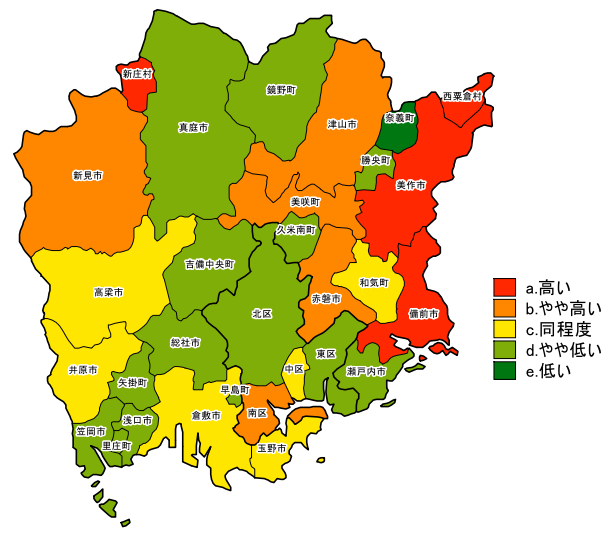 新庄村
西粟倉村
鏡野町
奈義町
津山市
真庭市
勝央町
新見市
美作市
美咲町
久米南町
吉備中央町
和気町
高梁市
赤磐市
北区
備前市
総社市
東区
中区
井原市
瀬戸内市
矢掛町
早島町
南区
倉敷市
浅口市
笠岡市
里庄町
玉野市
a.高い
b.やや高い
c.同程度
d.やや低い
e.低い